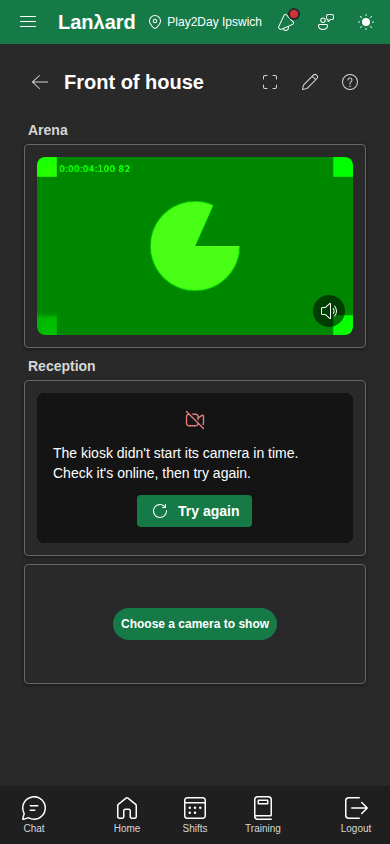 Lanλard
Play2Day Ipswich
Front of house
Arena
0:00:04:100 82
Reception
The kiosk didn't start its camera in time.
Check it's online, then try again.
Try again
Choose a camera to show
Chat
Home
Shifts
Training
Logout